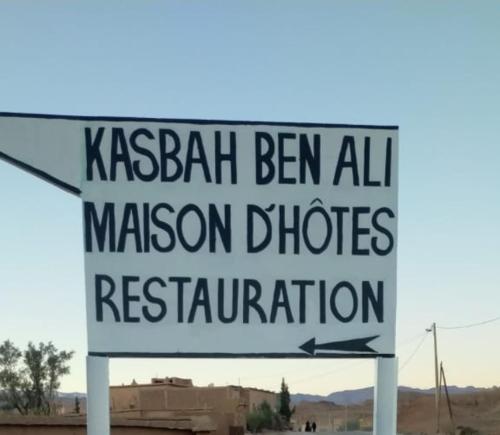 KASBAH BEN ALI
MAISON D'HÔTES
RESTAURATION